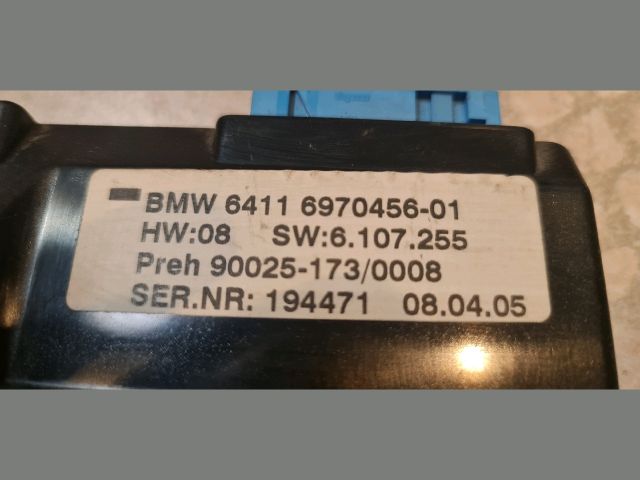 BMW 6411 6970456-01
HW:08 SW:6.107.255
Preh 90025-173/0008
SER.NR: 194471 08.04.05